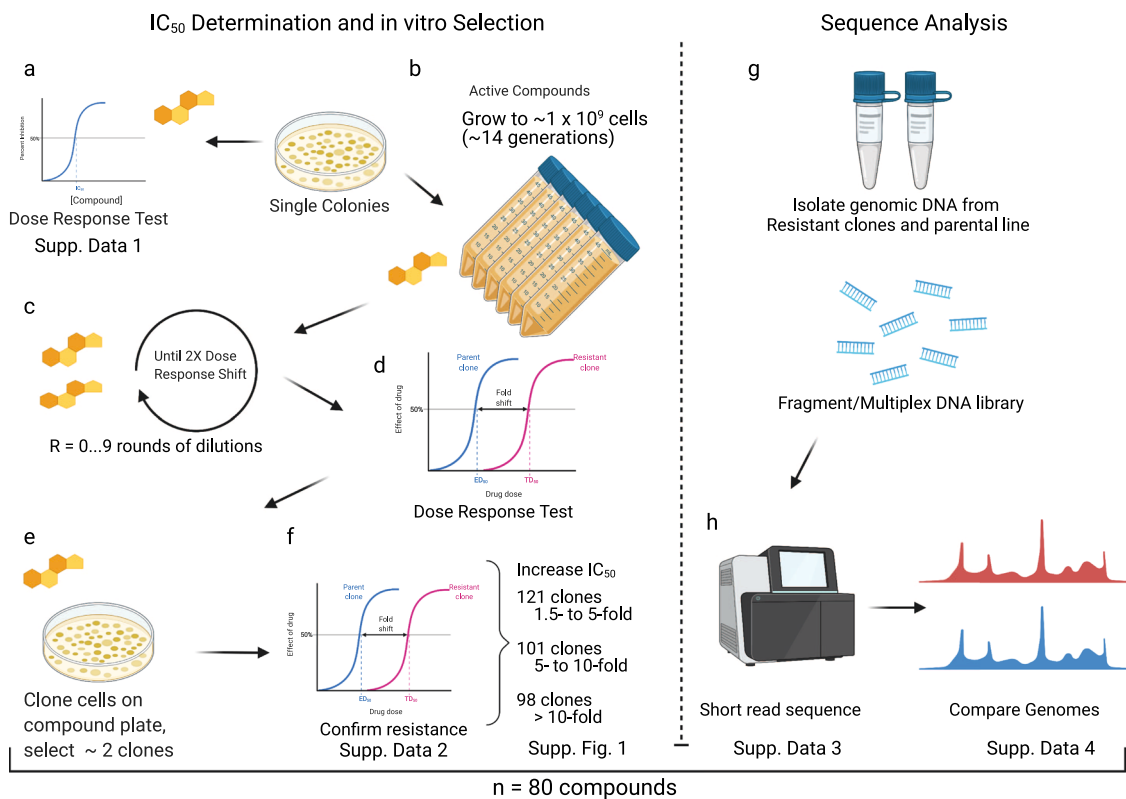 IC₅₀ Determination and in vitro Selection
Sequence Analysis
a
Percent Inhibition
50%
IC₅₀
[Compound]
Dose Response Test
Supp. Data 1
Single Colonies
b
Active Compounds
Grow to ~1 x 10⁹ cells
(~14 generations)
c
Until 2X Dose
Response Shift
R = 0...9 rounds of dilutions
d
Effect of drug
Parent
clone
Resistant
clone
Fold
shift
50%
ED₅₀
TD₅₀
Drug dose
Dose Response Test
e
Clone cells on
compound plate,
select ~ 2 clones
f
Effect of drug
Parent
clone
Resistant
clone
Fold
shift
50%
ED₅₀
TD₅₀
Drug dose
Confirm resistance
Supp. Data 2
Increase IC₅₀
121 clones
1.5- to 5-fold
101 clones
5- to 10-fold
98 clones
> 10-fold
Supp. Fig. 1
g
Isolate genomic DNA from
Resistant clones and parental line
Fragment/Multiplex DNA library
h
Short read sequence
Supp. Data 3
Compare Genomes
Supp. Data 4
n = 80 compounds